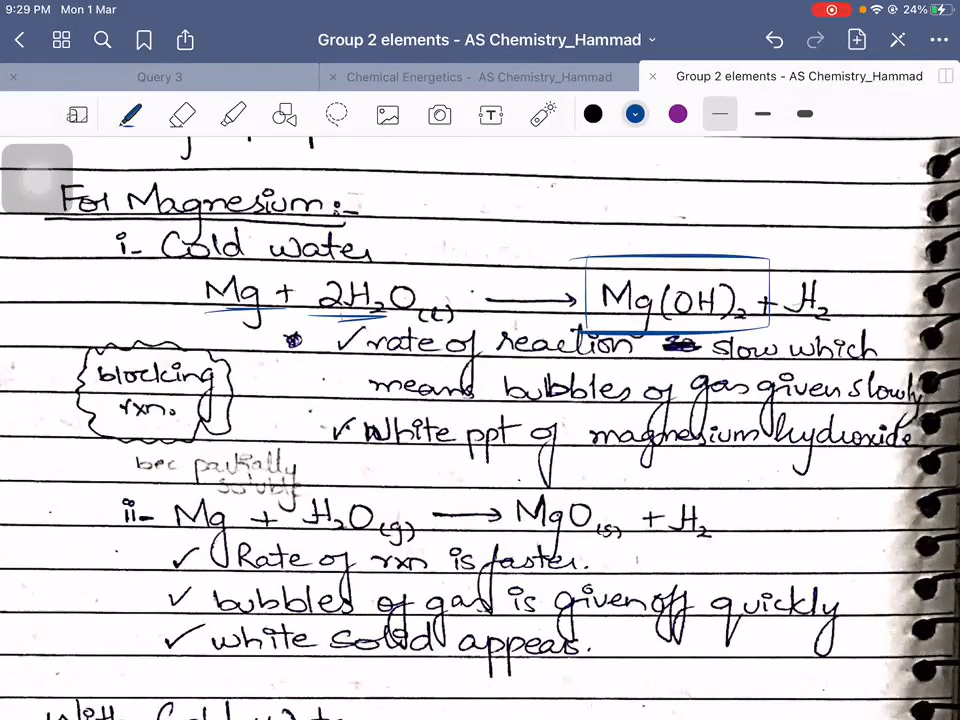 9:29 PM Mon 1 Mar
24%
Group 2 elements - AS Chemistry_Hammad
Query 3
Chemical Energetics - AS Chemistry_Hammad
Group 2 elements - AS Chemistry_Hammad
For Magnesium:-
i- Cold water
Mg + 2H₂O(l) ⟶ Mg(OH)₂ + H₂
✓ rate of reaction slow which
means bubbles of gas given slowly
blocking
rxn.
✓ White ppt of magnesium hydroxide
bec partially
soluble
ii- Mg + H₂O(g) ⟶ MgO(s) + H₂
✓ Rate of rxn is faster.
✓ bubbles of gas is given off quickly
✓ white solid appears.
With Cold water